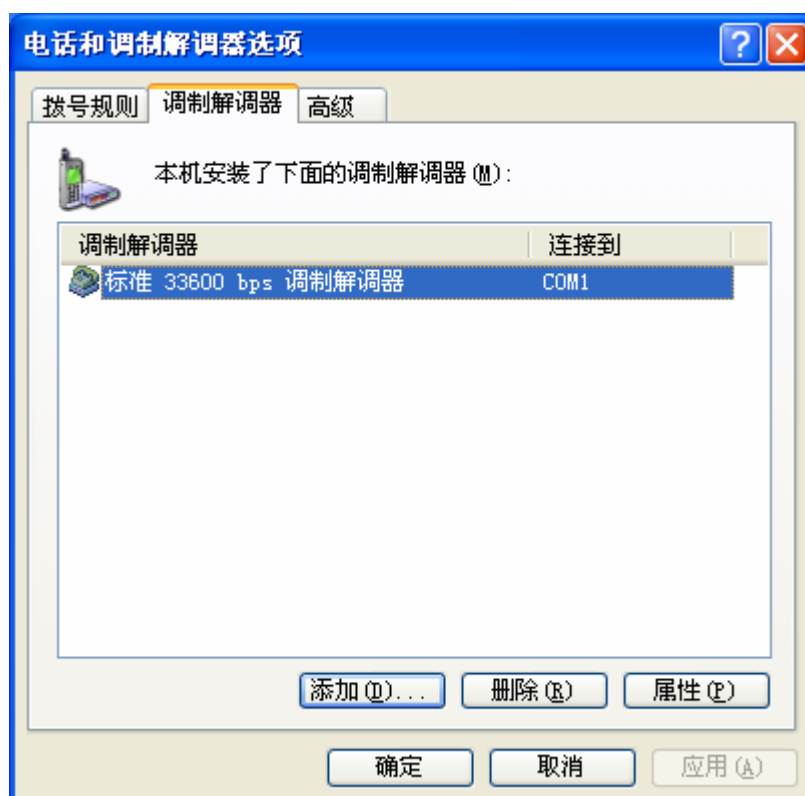 电话和调制解调器选项
拨号规则 调制解调器 高级
本机安装了下面的调制解调器(M):
调制解调器 连接到
标准 33600 bps 调制解调器 COM1
添加(D)... 删除(R) 属性(P)
确定 取消 应用(A)